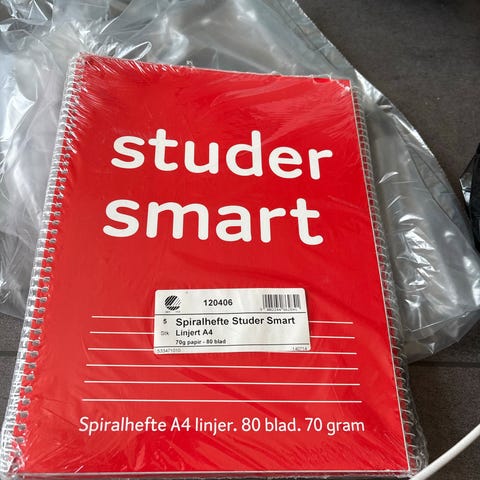 studer
smart
120406
5 Spiralhefte Studer Smart
Stk Linjert A4
70g papir - 80 blad
533471010
Spiralhefte A4 linjer. 80 blad. 70 gram